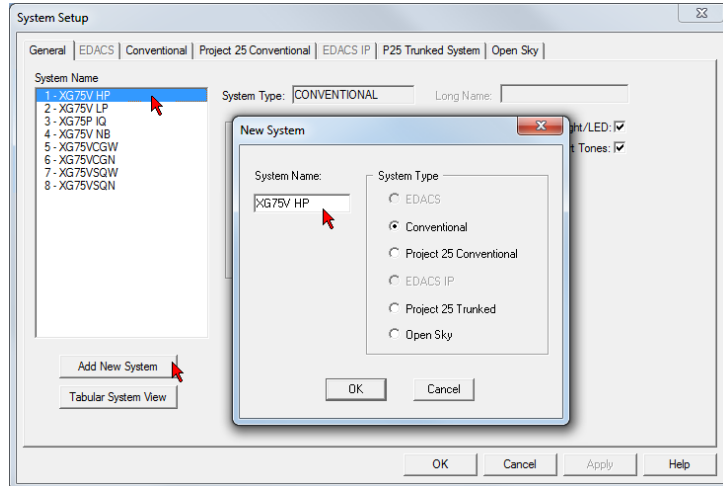 System Setup
General EDACS Conventional Project 25 Conventional EDACS IP P25 Trunked System Open Sky
System Name
1 - XG75V HP
2 - XG75V LP
3 - XG75P IQ
4 - XG75V NB
5 - XG75VCGW
6 - XG75VCGN
7 - XG75VSQW
8 - XG75VSQN
System Type: CONVENTIONAL Long Name:
ht/LED:
t Tones:
New System
System Name:
XG75V HP
System Type
EDACS
Conventional
Project 25 Conventional
EDACS IP
Project 25 Trunked
Open Sky
OK Cancel
Add New System
Tabular System View
OK Cancel Apply Help